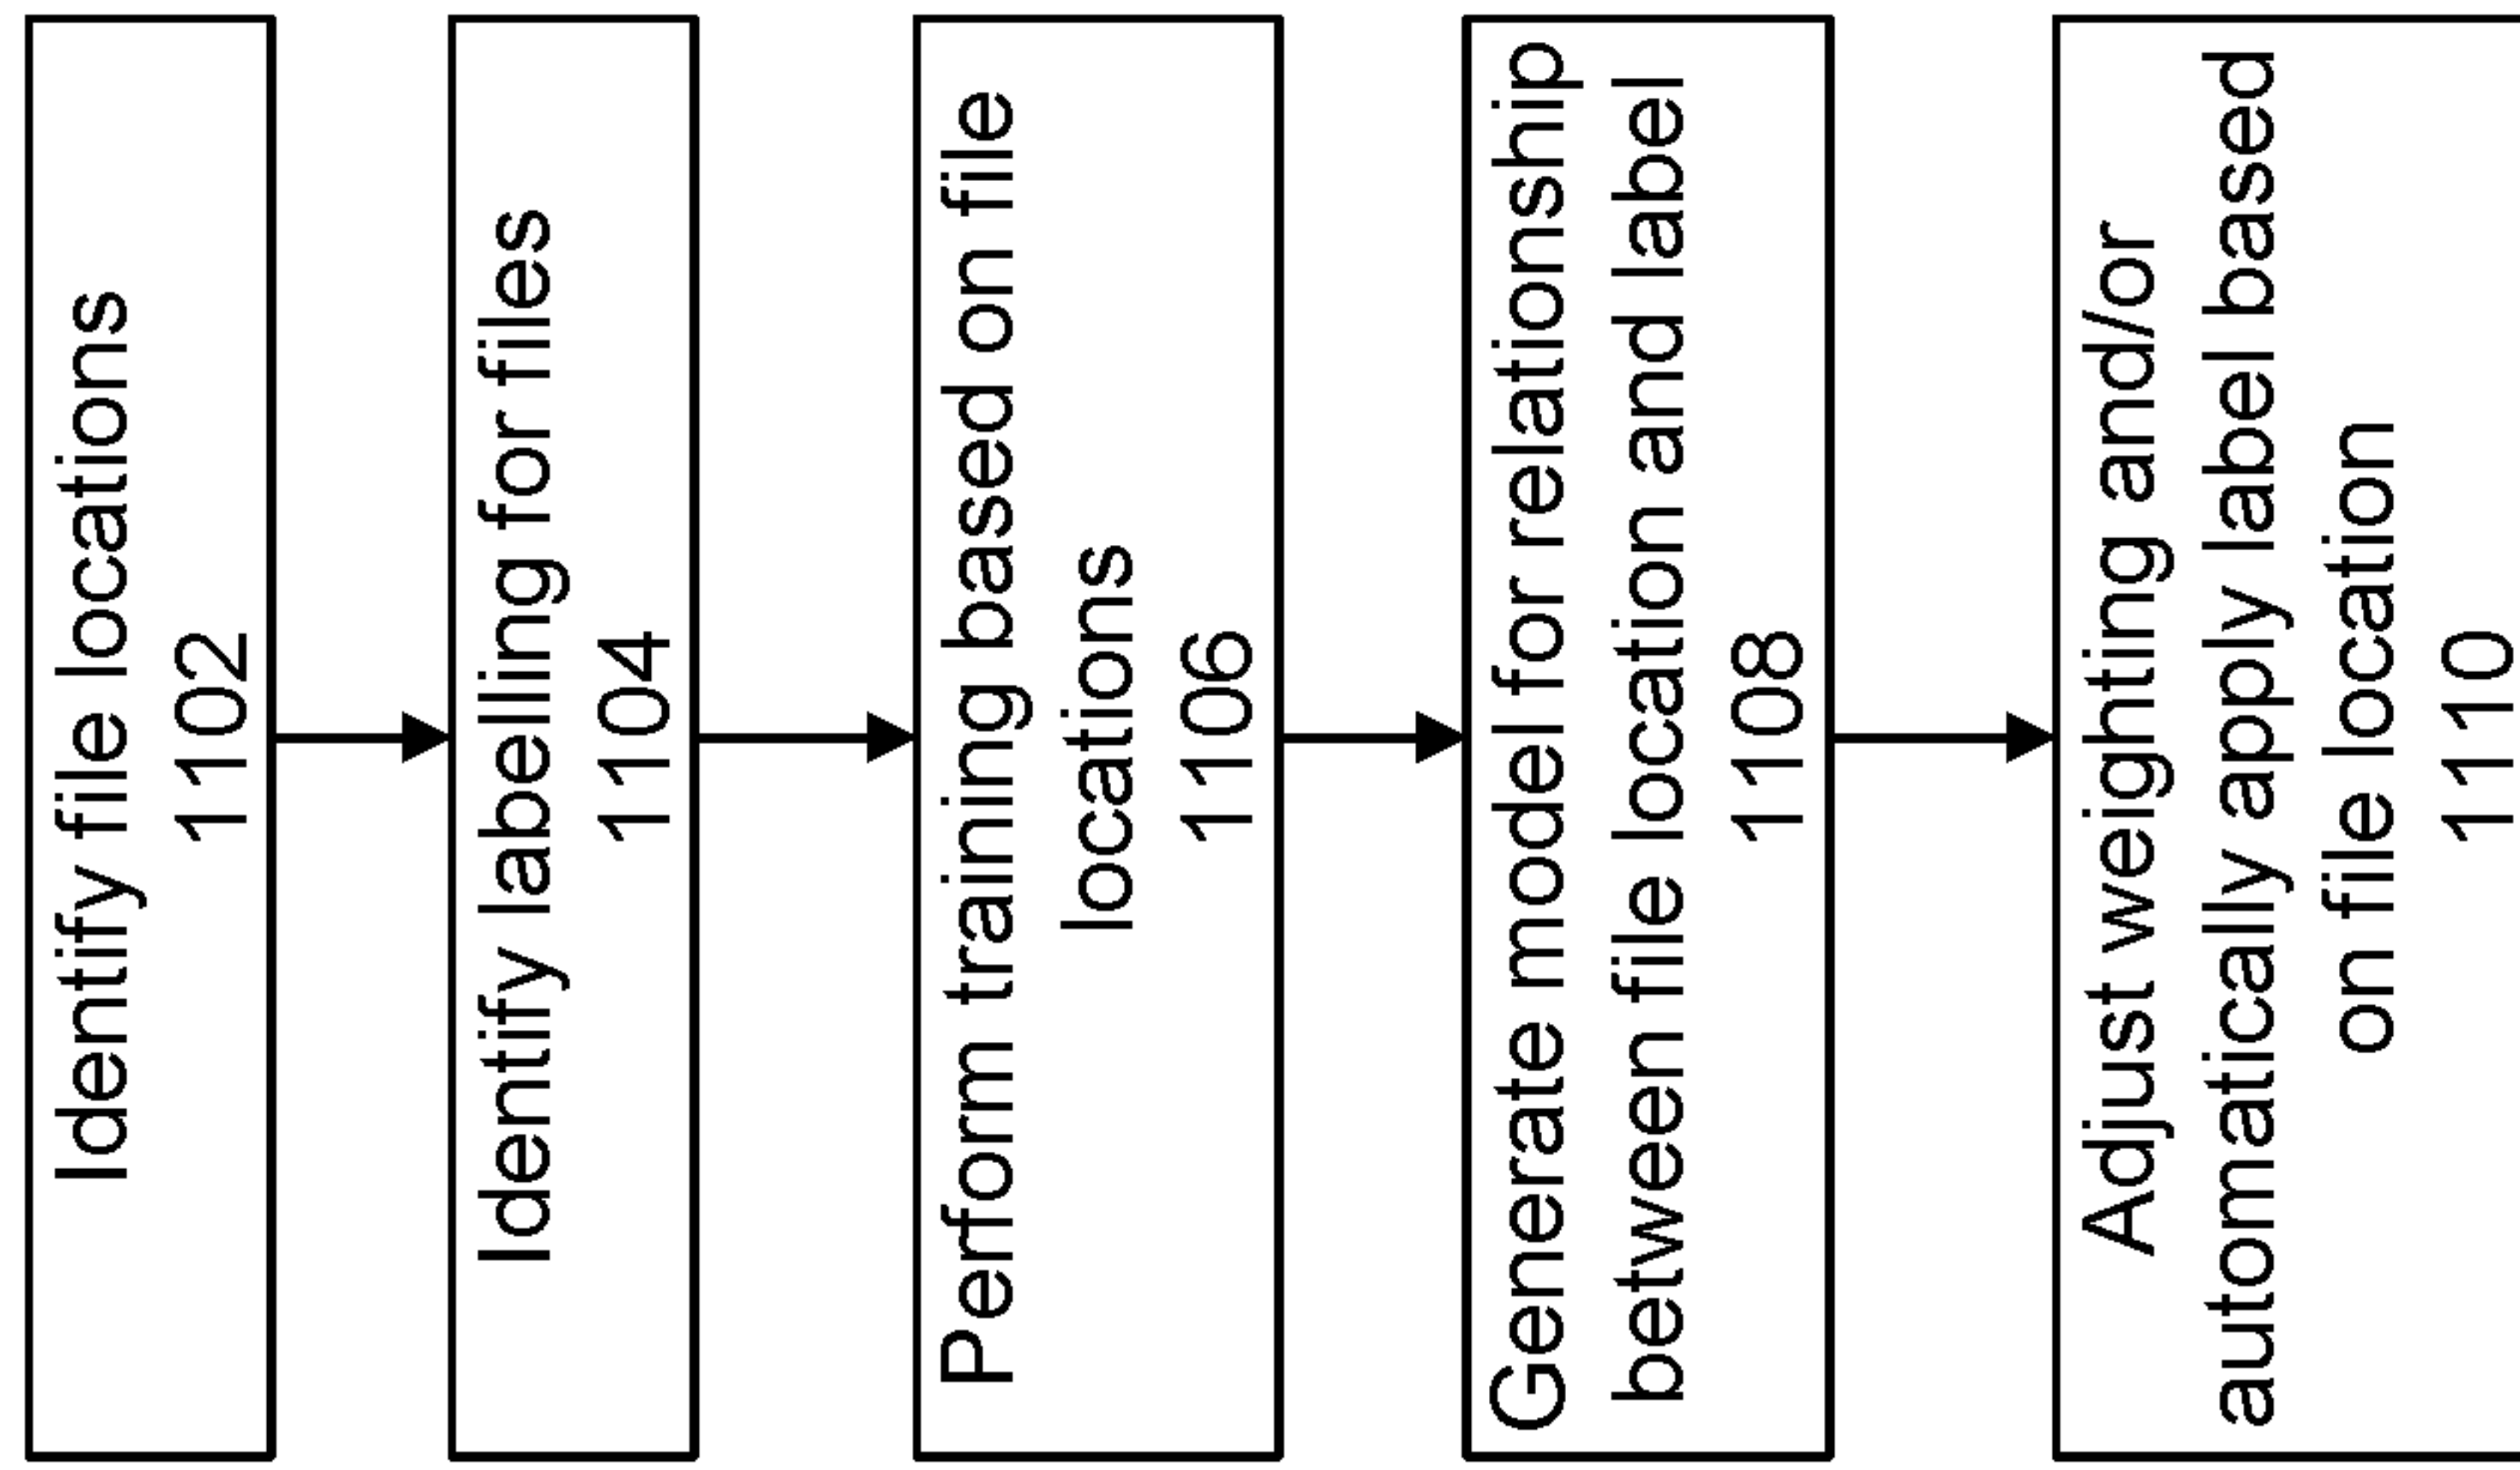 Identify file locations
1102
Identify labelling for files
1104
Perform training based on file
locations
1106
Generate model for relationship
between file location and label
1108
Adjust weighting and/or
automatically apply label based
on file location
1110